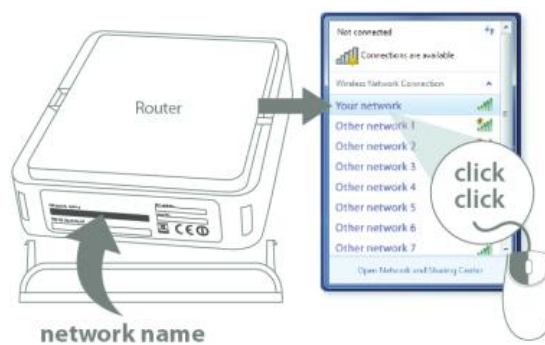 Router
network name
Not connected
Connections are available
Wireless Network Connection
Your network
Other network 1
Other network 2
Other network 3
Other network 4
Other network 5
Other network 6
Other network 7
Open Network and Sharing Center
click
click